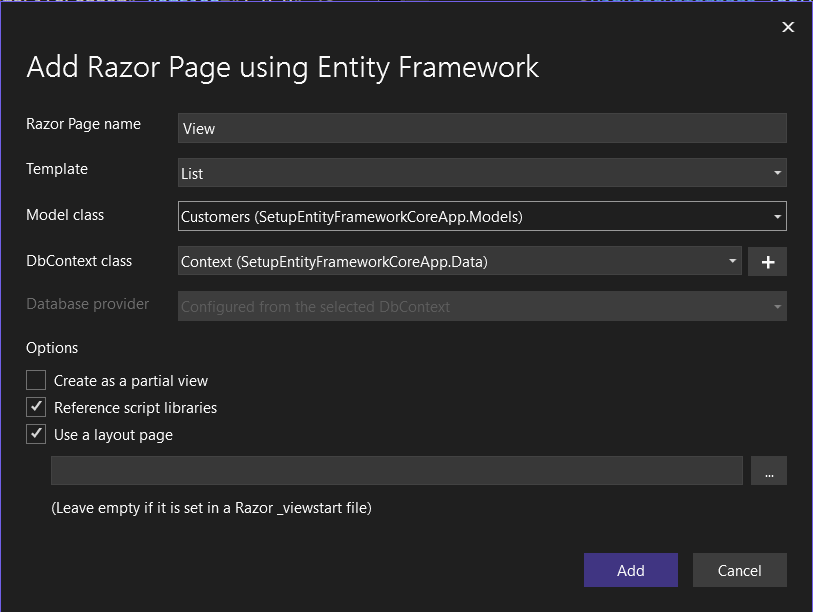 Add Razor Page using Entity Framework
Razor Page name
View
Template
List
Model class
Customers (SetupEntityFrameworkCoreApp.Models)
DbContext class
Context (SetupEntityFrameworkCoreApp.Data)
Database provider
Configured from the selected DbContext
Options
Create as a partial view
Reference script libraries
Use a layout page
...
(Leave empty if it is set in a Razor _viewstart file)
Add
Cancel